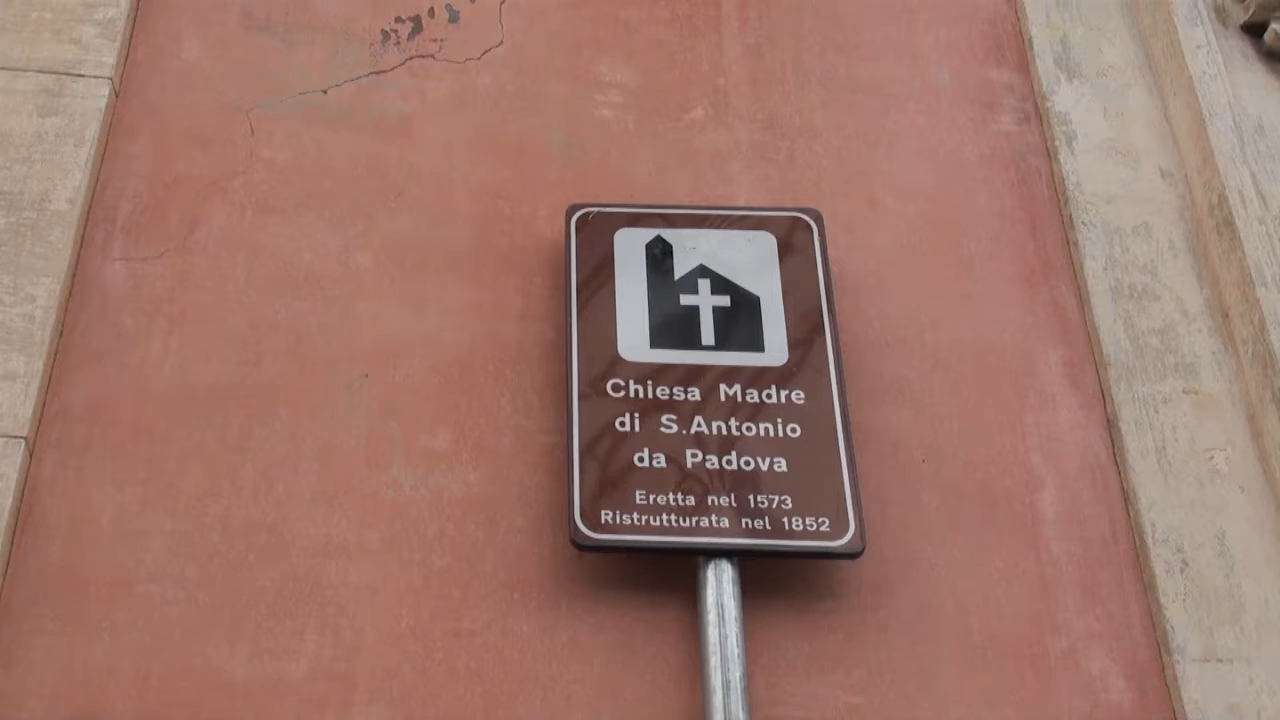 Chiesa Madre
di S.Antonio
da Padova
Eretta nel 1573
Ristrutturata nel 1852